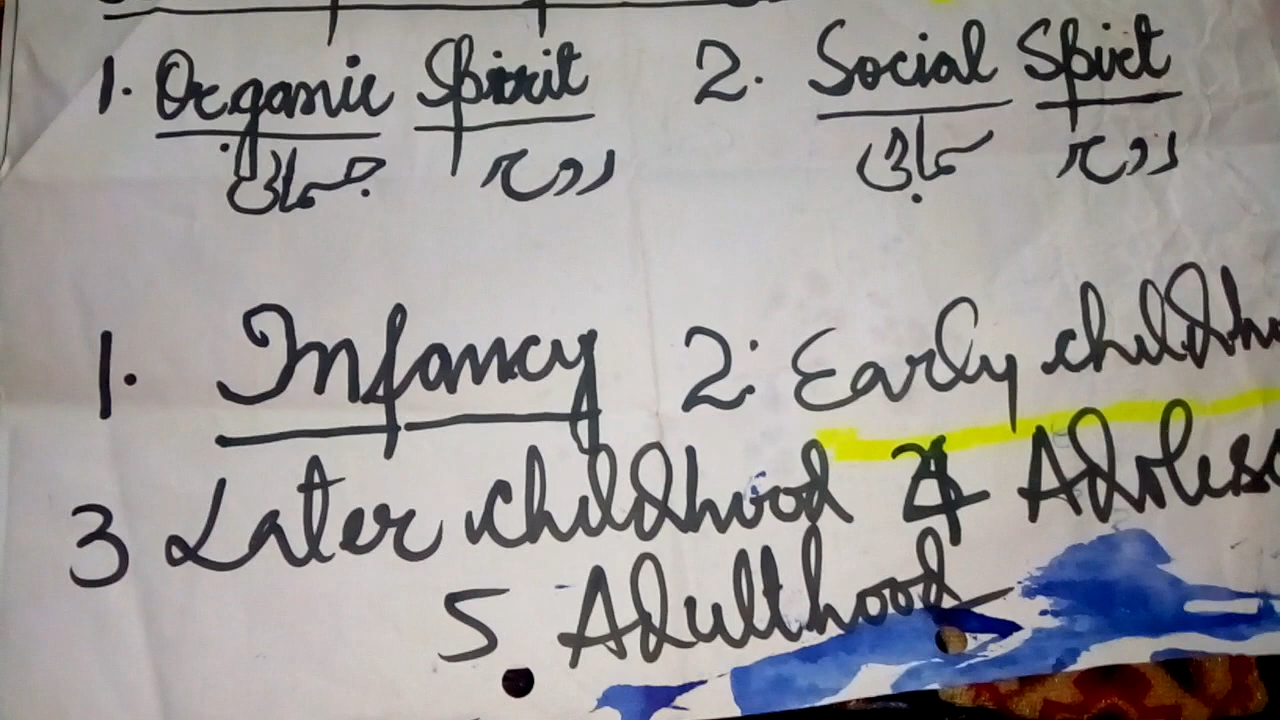 1. Organic Spirit 2. Social Spirit
جسمانی روح سماجی روح
1. Infancy 2. Early childh
3 Later childhood 4 Adolesc
5. Adulthood